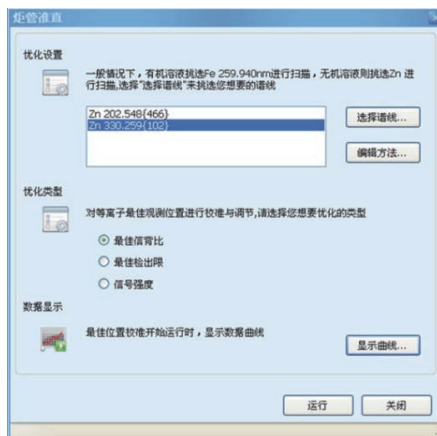 炬管准直
优化设置
一般情况下，有机溶液挑选Fe 259.940nm进行扫描，无机溶液则挑选Zn 进
行扫描,选择"选择谱线"来挑选您想要的谱线
Zn 202.548{466}
Zn 330.259{102}
选择谱线...
编辑方法...
优化类型
对等离子最佳观测位置进行校准与调节,请选择您想要优化的类型
最佳信背比
最佳检出限
信号强度
数据显示
最佳位置校准开始运行时，显示数据曲线
显示曲线...
运行
关闭